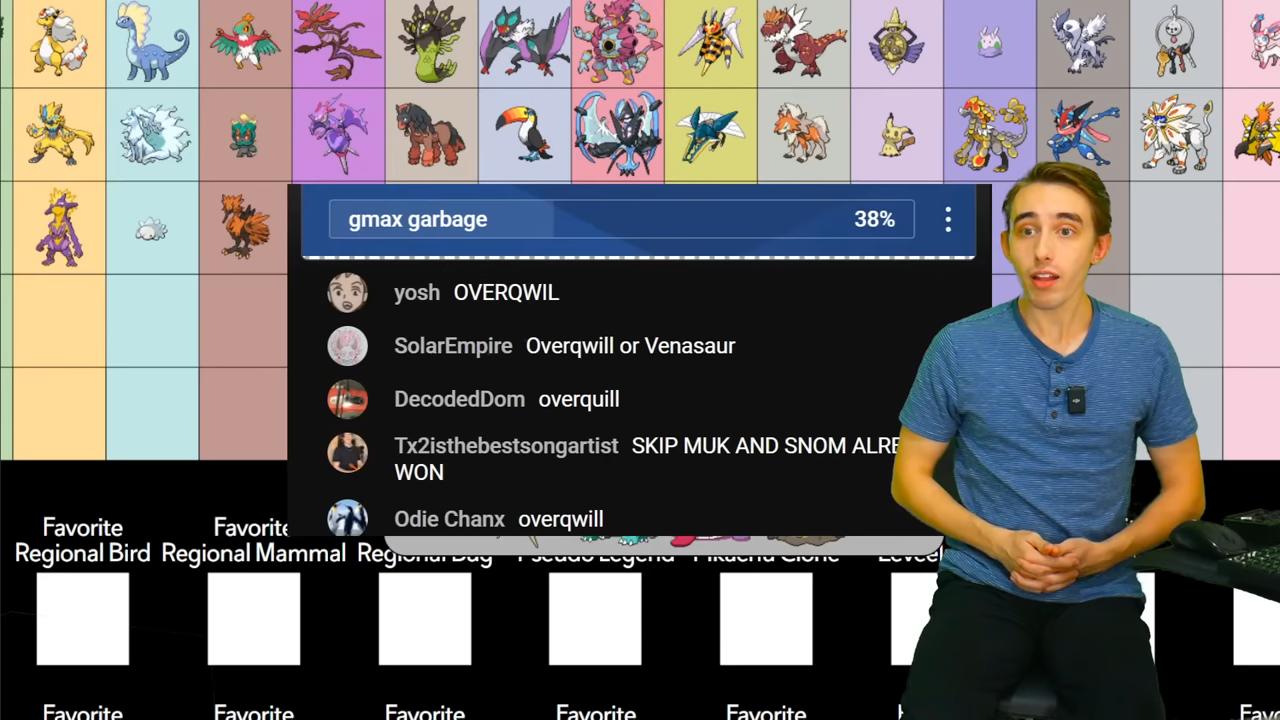 gmax garbage 38%
yosh OVERQWIL
SolarEmpire Overqwill or Venasaur
DecodedDom overquill
Tx2isthebestsongartist SKIP MUK AND SNOM ALRE
WON
Odie Chanx overqwill
Favorite
Regional Bird
Favorite
Regional Mammal
Regional Bug
Pseudo Legend
Pikachu Clone
Favorite
Favorite
Favorite
Favorite
Favorite